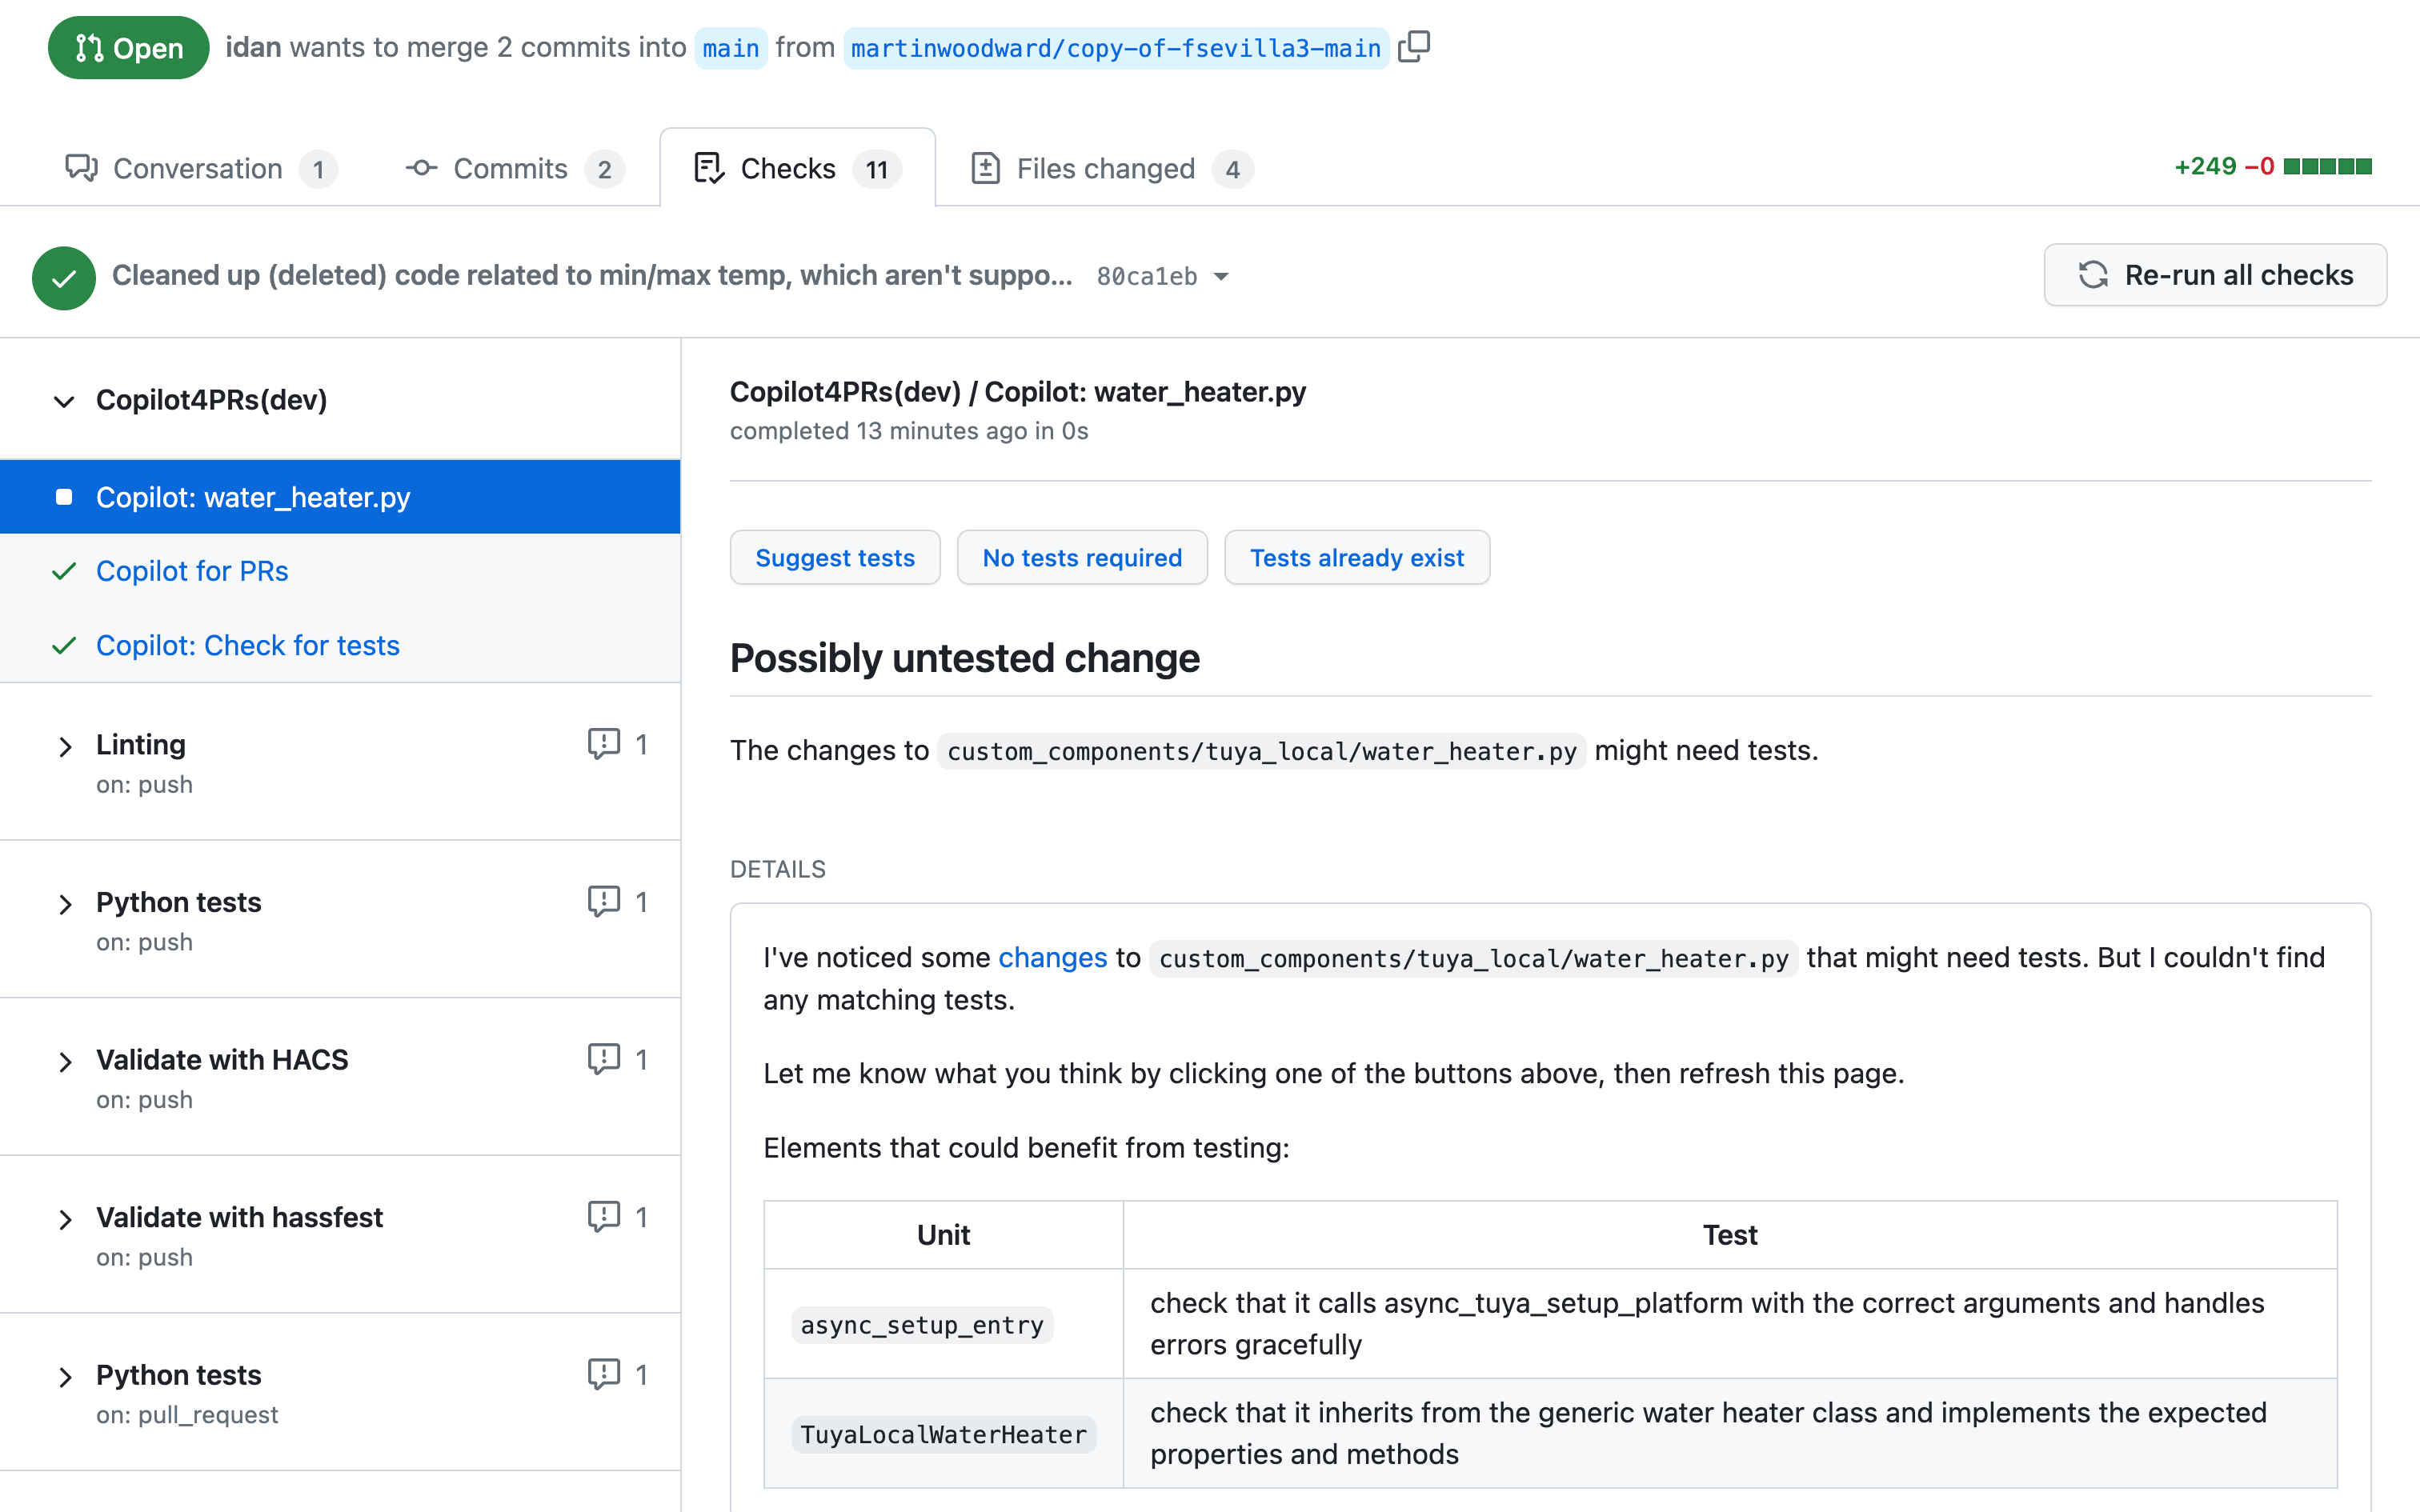 Open idan wants to merge 2 commits into main from martinwoodward/copy-of-fsevilla3-main
Conversation 1 Commits 2 Checks 11 Files changed 4 +249 −0
Cleaned up (deleted) code related to min/max temp, which aren't suppo... 80ca1eb Re-run all checks
Copilot4PRs(dev)
Copilot: water_heater.py
Copilot for PRs
Copilot: Check for tests
Linting 1
on: push
Python tests 1
on: push
Validate with HACS 1
on: push
Validate with hassfest 1
on: push
Python tests 1
on: pull_request
Copilot4PRs(dev) / Copilot: water_heater.py
completed 13 minutes ago in 0s
Suggest tests No tests required Tests already exist
Possibly untested change
The changes to custom_components/tuya_local/water_heater.py might need tests.
DETAILS
I've noticed some changes to custom_components/tuya_local/water_heater.py that might need tests. But I couldn't find
any matching tests.
Let me know what you think by clicking one of the buttons above, then refresh this page.
Elements that could benefit from testing:
Unit Test
async_setup_entry check that it calls async_tuya_setup_platform with the correct arguments and handles
errors gracefully
TuyaLocalWaterHeater check that it inherits from the generic water heater class and implements the expected
properties and methods